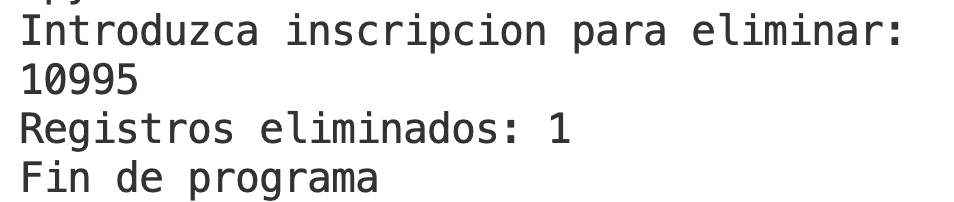 Introduzca inscripcion para eliminar:
10995
Registros eliminados: 1
Fin de programa